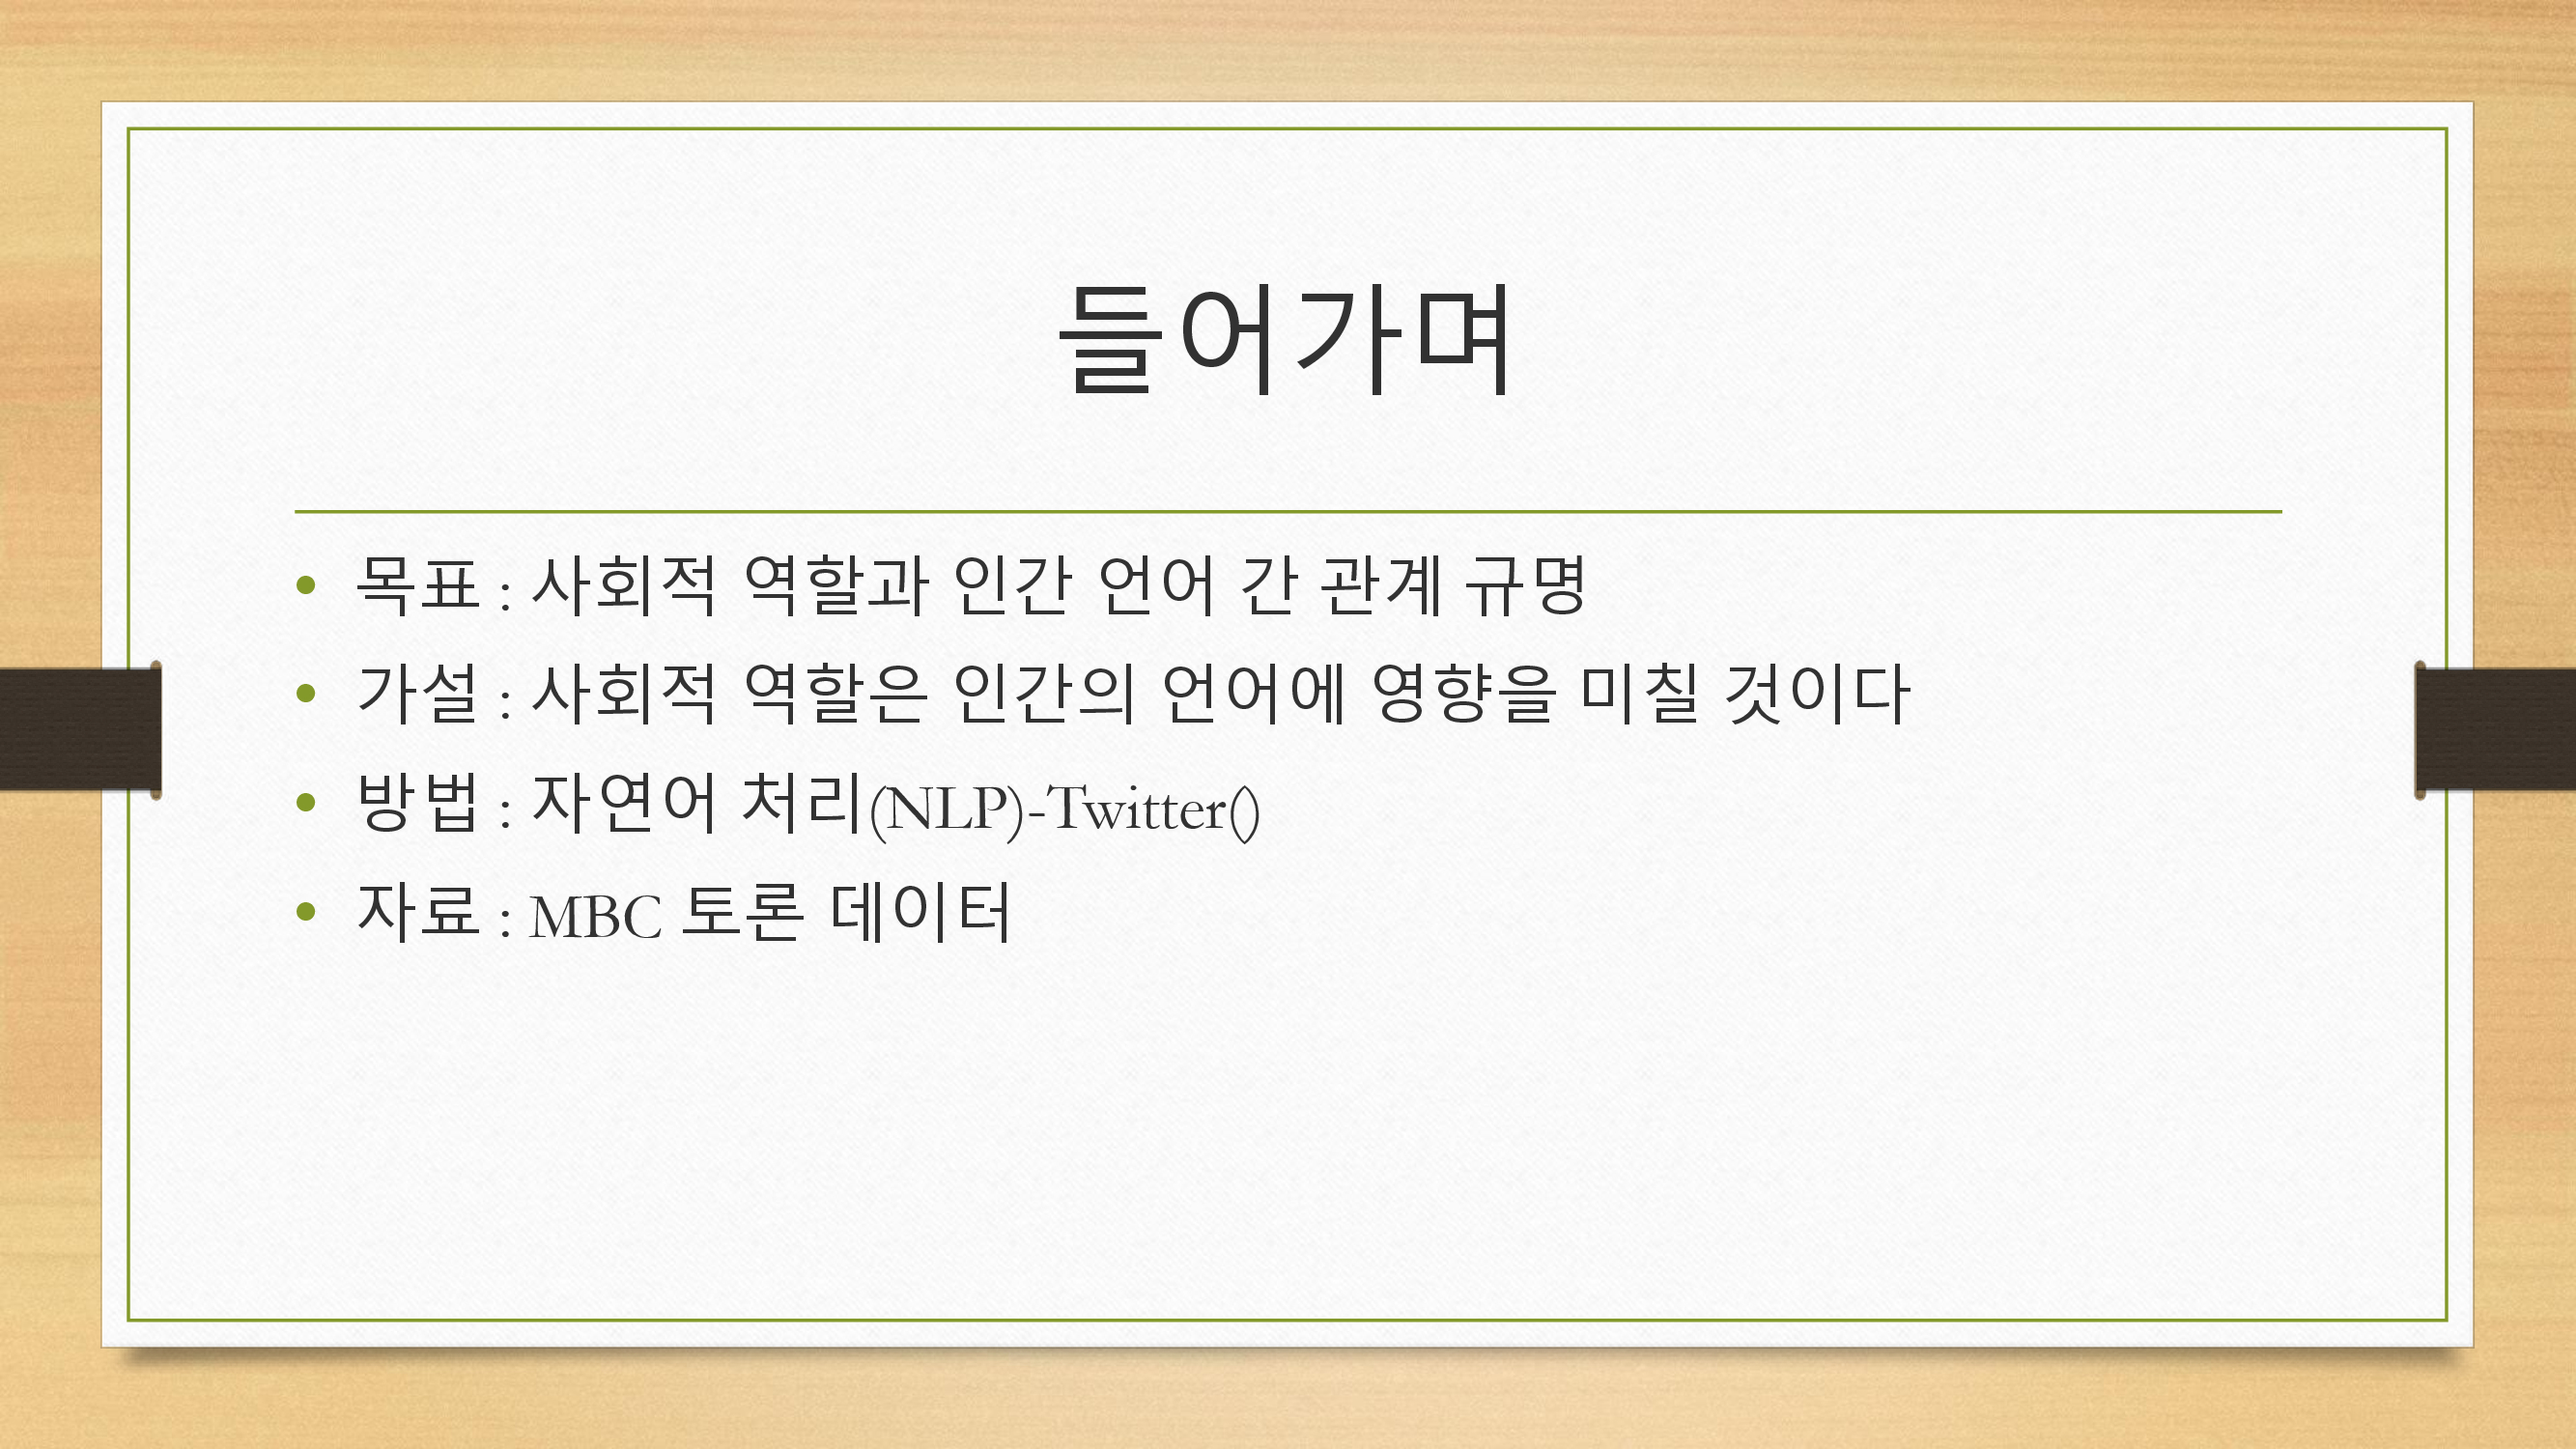 들어가며
• 목표 : 사회적 역할과 인간 언어 간 관계 규명
• 가설 : 사회적 역할은 인간의 언어에 영향을 미칠 것이다
• 방법 : 자연어 처리(NLP)-Twitter()
• 자료 : MBC 토론 데이터